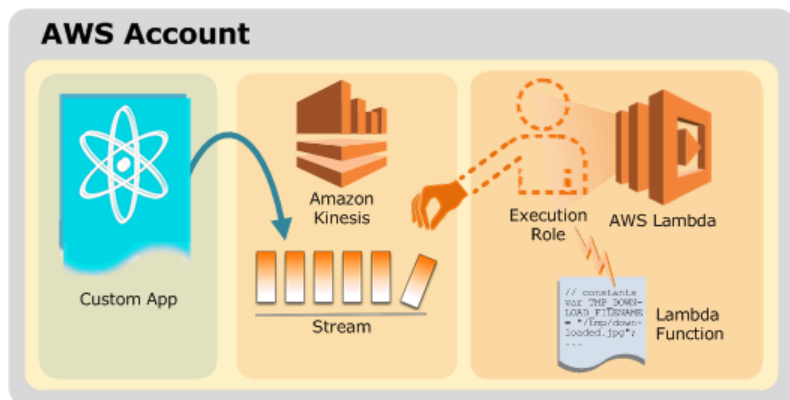 AWS Account
Custom App
Amazon
Kinesis
Stream
Execution
Role
AWS Lambda
// constants
var TMP_DOWN-
LOAD_FILENAME
= "/Tmp/down-
loaded.jpg";
...
Lambda
Function